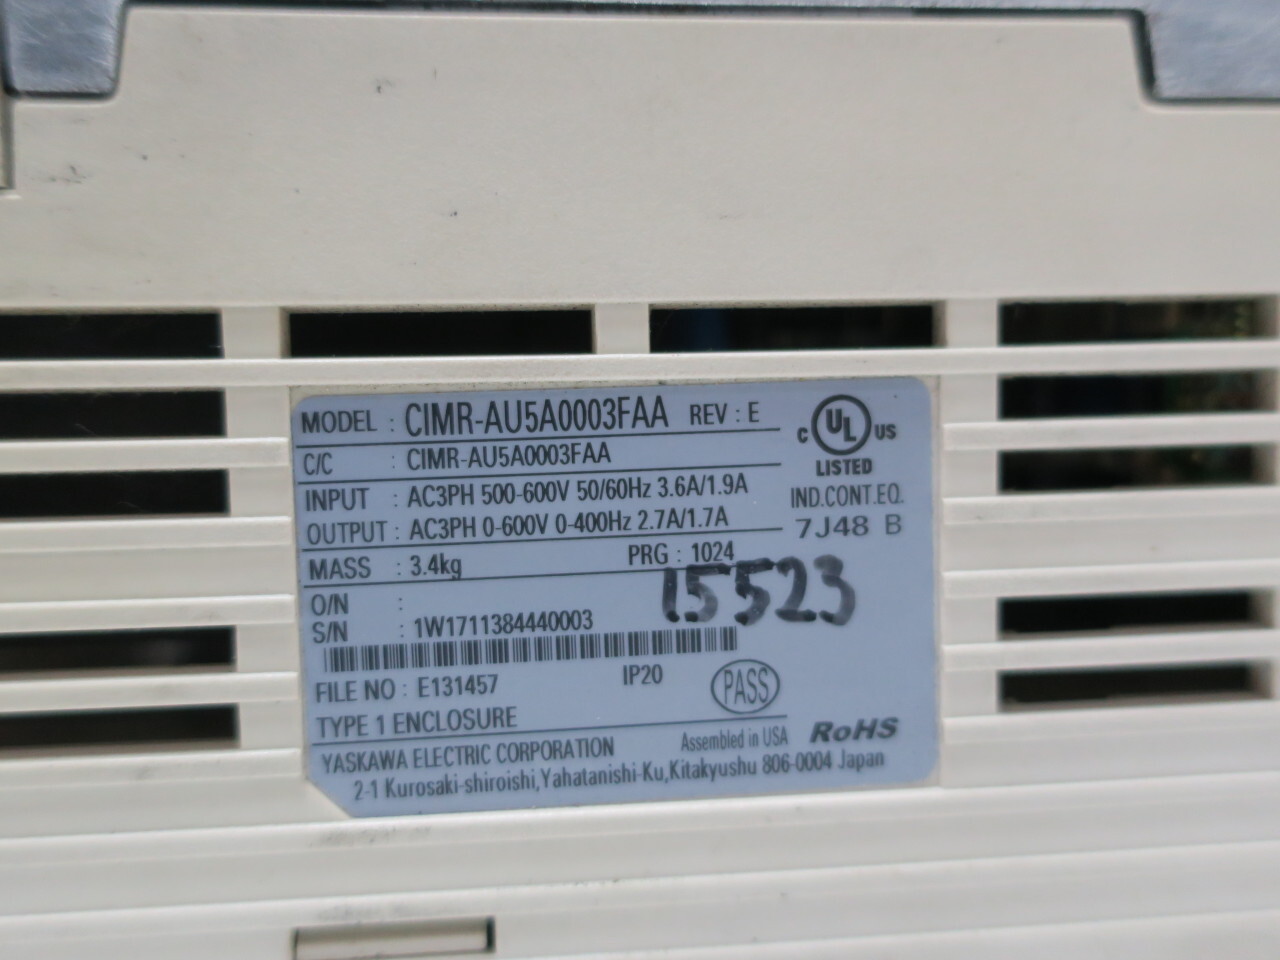 MODEL : CIMR-AU5A0003FAA REV : E
C/C : CIMR-AU5A0003FAA
INPUT : AC3PH 500-600V 50/60Hz 3.6A/1.9A
OUTPUT : AC3PH 0-600V 0-400Hz 2.7A/1.7A
C UL US
LISTED
IND.CONT.EQ.
7J48 B
MASS : 3.4kg PRG : 1024
15523
O/N :
S/N : 1W1711384440003
FILE NO : E131457 IP20 PASS
TYPE 1 ENCLOSURE
YASKAWA ELECTRIC CORPORATION Assembled in USA RoHS
2-1 Kurosaki-shiroishi,Yahatanishi-Ku,Kitakyushu 806-0004 Japan